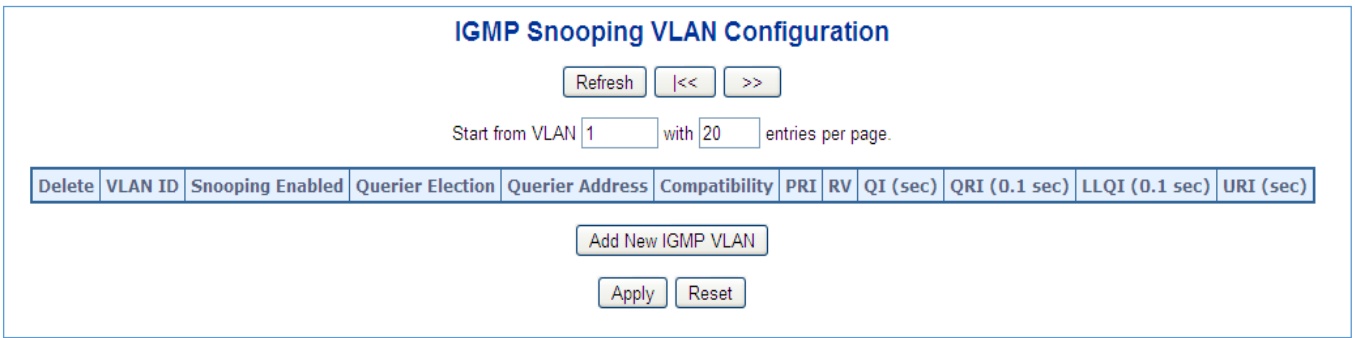 IGMP Snooping VLAN Configuration
Refresh |<< >>
Start from VLAN 1 with 20 entries per page.
Delete VLAN ID Snooping Enabled Querier Election Querier Address Compatibility PRI RV QI (sec) QRI (0.1 sec) LLQI (0.1 sec) URI (sec)
Add New IGMP VLAN
Apply Reset